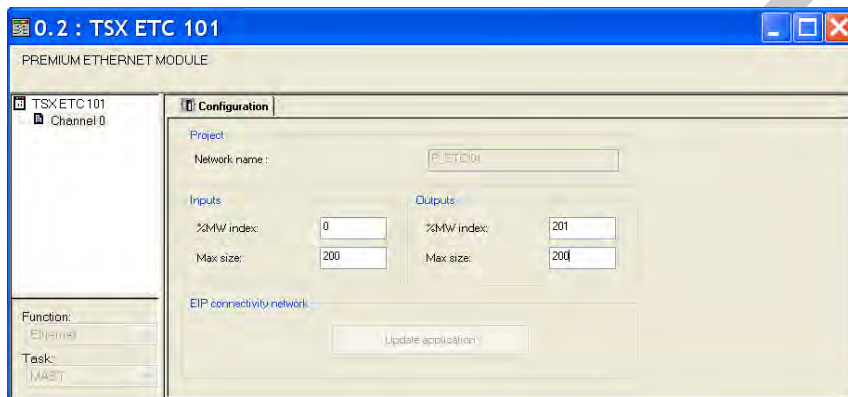 0.2 : TSX ETC 101
PREMIUM ETHERNET MODULE
TSX ETC 101
Channel 0
Configuration
Project
Network name :
Inputs
%MW index: 0
Max size: 200
Outputs
%MW index: 201
Max size: 200
EIP connectivity network
Update application
Function:
Ethernet
Task:
MAST